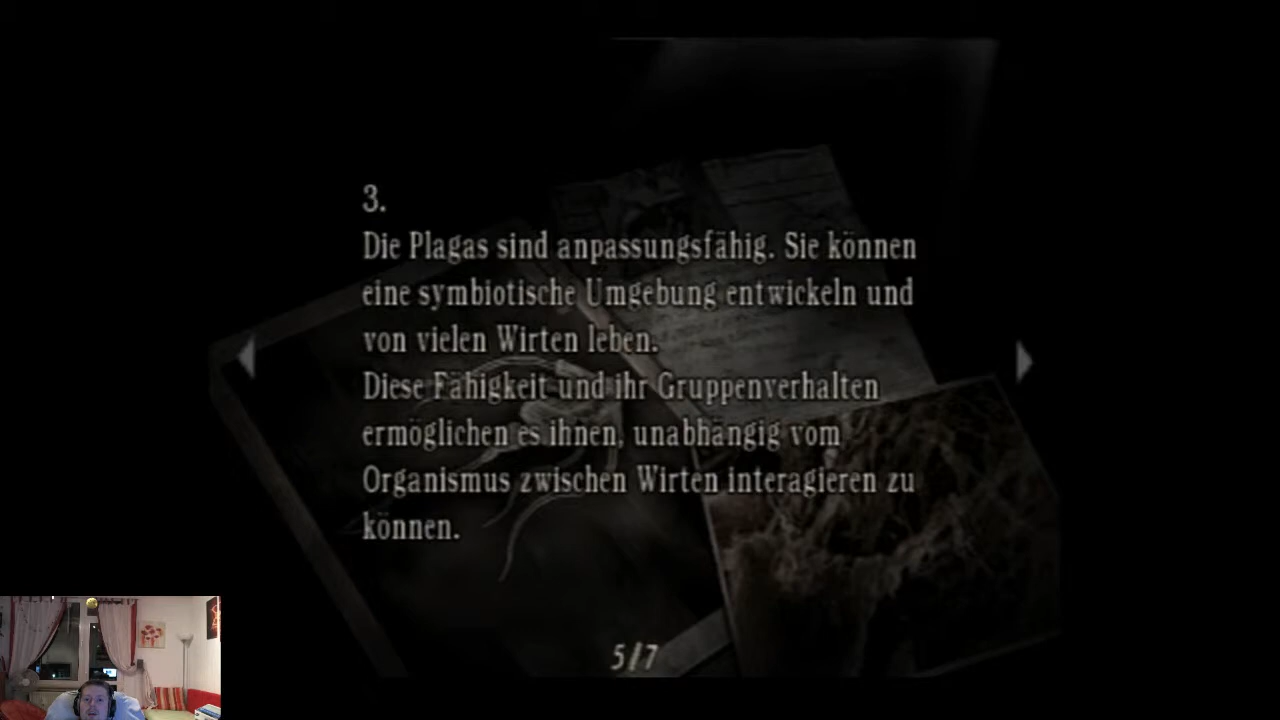 3.
Die Plagas sind anpassungsfähig. Sie können
eine symbiotische Umgebung entwickeln und
von vielen Wirten leben.
Diese Fähigkeit und ihr Gruppenverhalten
ermöglichen es ihnen, unabhängig vom
Organismus zwischen Wirten interagieren zu
können.
5/7